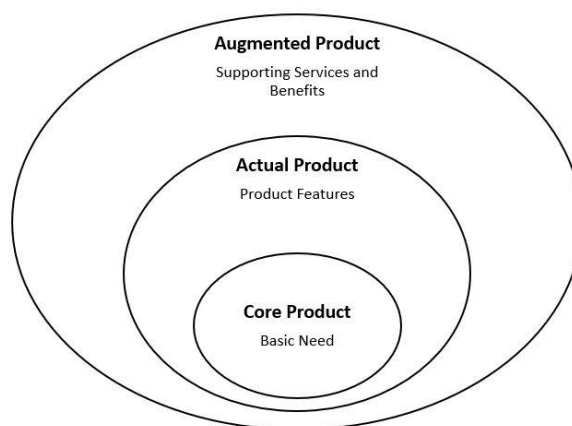 Augmented Product
Supporting Services and
Benefits
Actual Product
Product Features
Core Product
Basic Need